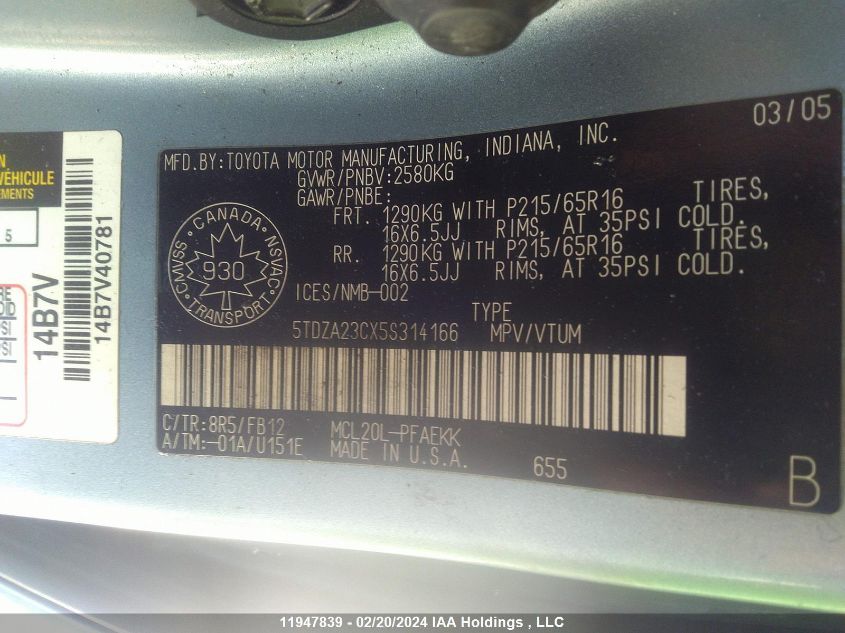 03/05
MFD.BY:TOYOTA MOTOR MANUFACTURING, INDIANA, INC.
GVWR/PNBV:2580KG
GAWR/PNBE:
FRT. 1290KG WITH P215/65R16 TIRES,
16X6.5JJ RIMS, AT 35PSI COLD.
RR. 1290KG WITH P215/65R16 TIRES,
16X6.5JJ RIMS, AT 35PSI COLD.
ICES/NMB-002
CANADA
CMVSS NSVAC
930
TRANSPORT
TYPE
5TDZA23CX5S314166 MPV/VTUM
C/TR:8R5/FB12 MCL20L-PFAEKK
A/TM:-01A/U151E MADE IN U.S.A. 655
B
VÉHICULE
5
14B7V
14B7V40781
11947839 - 02/20/2024 IAA Holdings , LLC